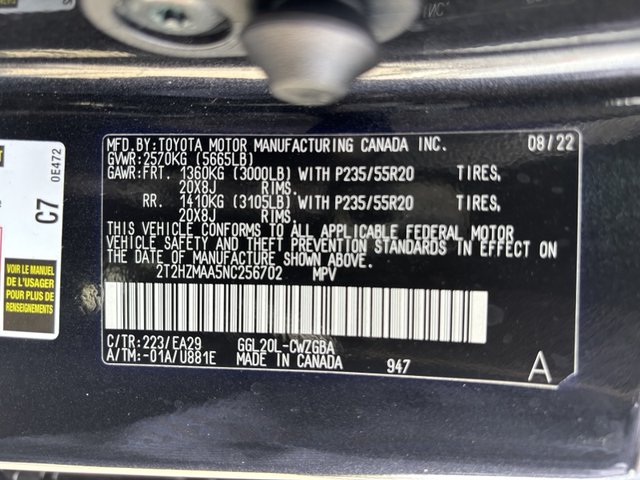 MFD.BY:TOYOTA MOTOR MANUFACTURING CANADA INC. 08/22
GVWR:2570KG (5665LB)
GAWR:FRT. 1360KG (3000LB) WITH P235/55R20 TIRES,
20X8J RIMS.
RR. 1410KG (3105LB) WITH P235/55R20 TIRES,
20X8J RIMS.
THIS VEHICLE CONFORMS TO ALL APPLICABLE FEDERAL MOTOR
VEHICLE SAFETY AND THEFT PREVENTION STANDARDS IN EFFECT ON
THE DATE OF MANUFACTURE SHOWN ABOVE.
2T2HZMAA5NC256702 MPV
C/TR:223/EA29 GGL20L-CWZGBA
A/TM:-01A/U881E MADE IN CANADA 947 A
C7 0E472
VOIR LE MANUEL
DE L'USAGER
POUR PLUS DE
RENSEIGNEMENTS